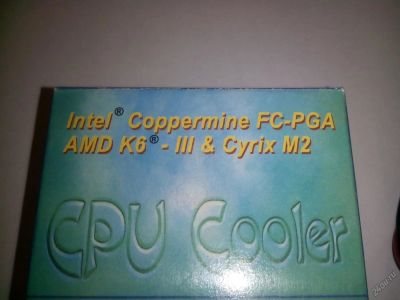 Intel® Coppermine FC-PGA
AMD K6® - III & Cyrix M2
CPU Cooler